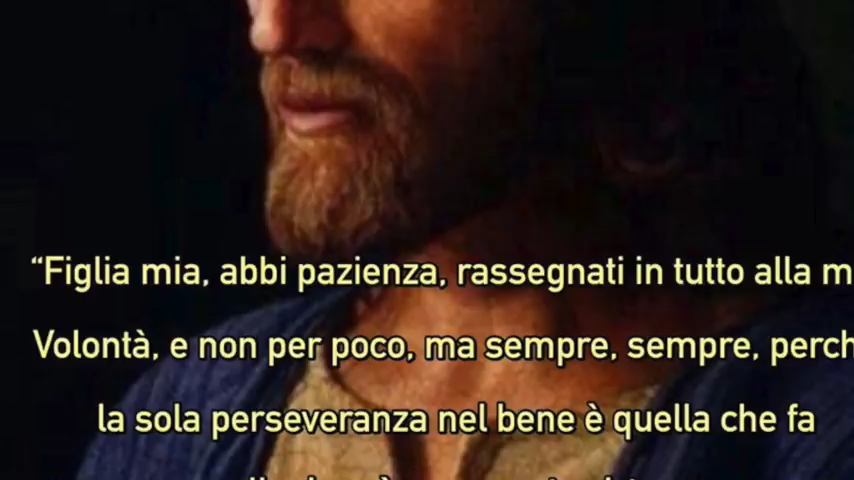 “Figlia mia, abbi pazienza, rassegnati in tutto alla
Volontà, e non per poco, ma sempre, sempre,
la sola perseveranza nel bene è quella che fa